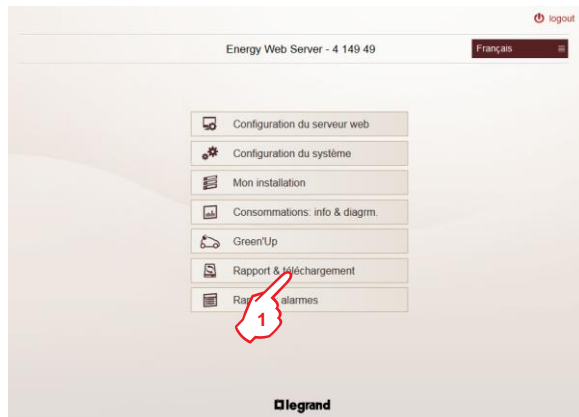 logout
Energy Web Server - 4 149 49
Français
Configuration du serveur web
Configuration du système
Mon installation
Consommations: info & diagrm.
Green'Up
Rapport & téléchargement
alarmes
1
legrand